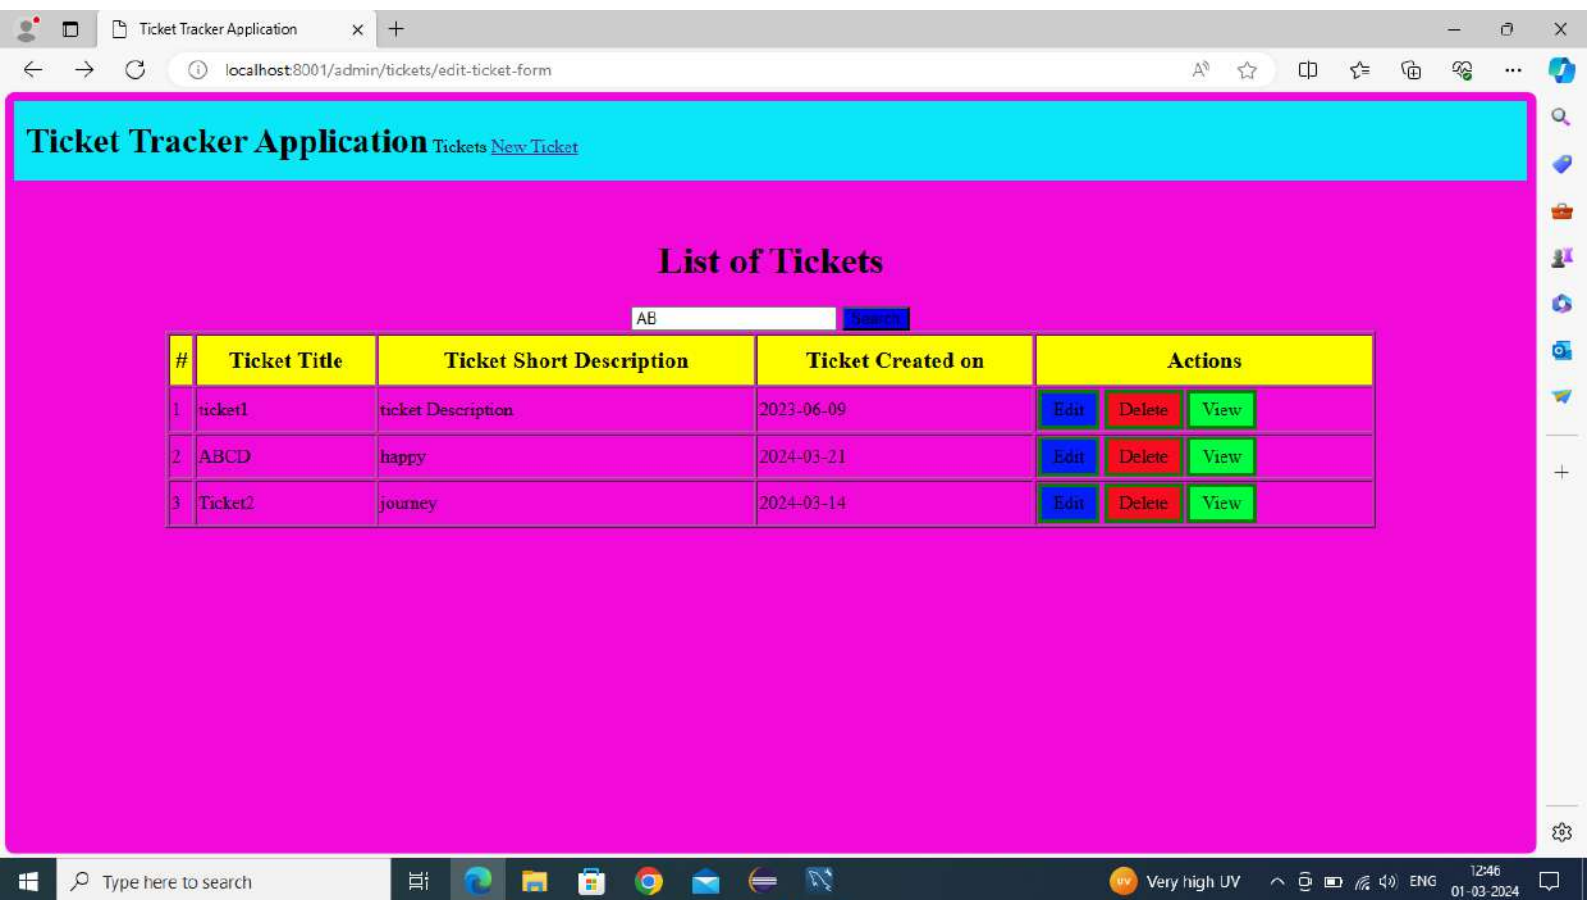 Ticket Tracker Application
localhost:8001/admin/tickets/edit-ticket-form
Ticket Tracker Application Tickets New Ticket
List of Tickets
AB Search
# Ticket Title Ticket Short Description Ticket Created on Actions
1 ticket1 ticket Description 2023-06-09 Edit Delete View
2 ABCD happy 2024-03-21 Edit Delete View
3 Ticket2 journey 2024-03-14 Edit Delete View
Type here to search UV Very high UV ENG 12:46
01-03-2024